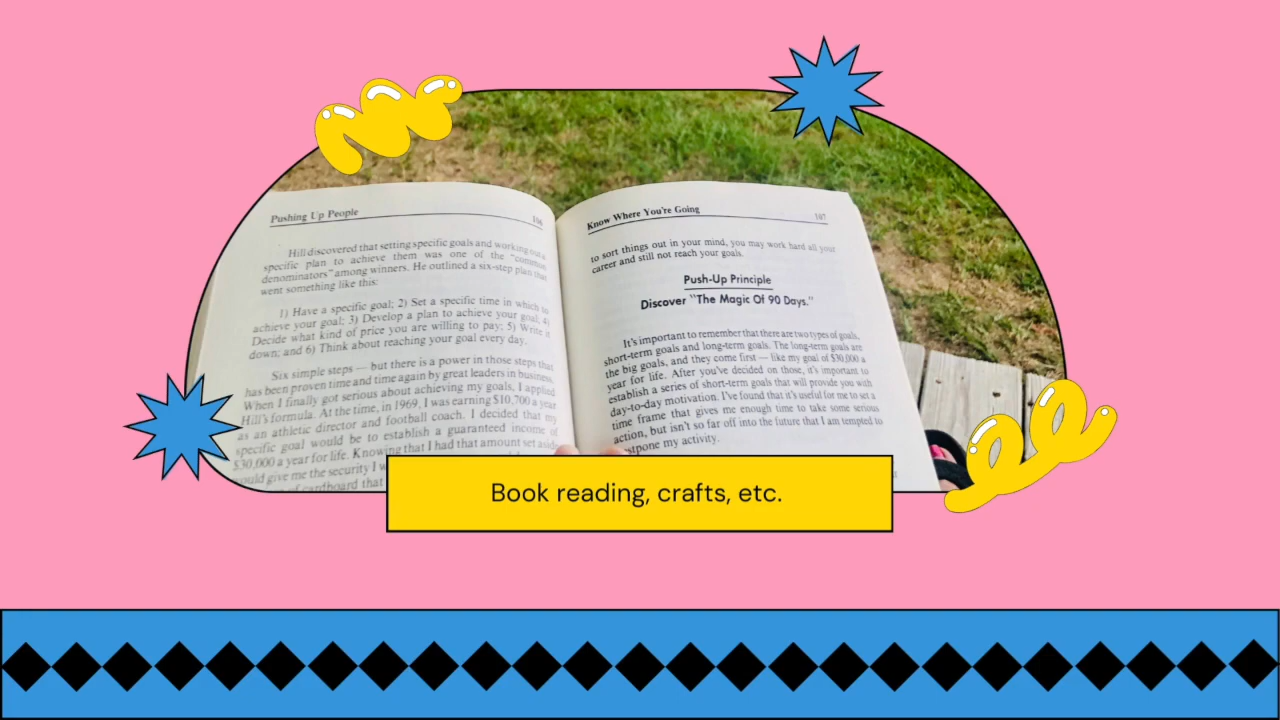 Pushing Up People
106
Hill discovered that setting specific goals and working out a
specific plan to achieve them was one of the "common
denominators" among winners. He outlined a six-step plan that
went something like this:
1) Have a specific goal; 2) Set a specific time in which to
achieve your goal; 3) Develop a plan to achieve your goal; 4)
Decide what kind of price you are willing to pay; 5) Write it
down; and 6) Think about reaching your goal every day.
Six simple steps — but there is a power in those steps that
has been proven time and time again by great leaders in business.
When I finally got serious about achieving my goals, I applied
Hill's formula. At the time, in 1969, I was earning $10,700 a year
as an athletic director and football coach. I decided that my
specific goal would be to establish a guaranteed income of
$30,000 a year for life. Knowing that I had that amount set aside
would give me the security I
of cardboard that
Know Where You're Going
107
to sort things out in your mind, you may work hard all your
career and still not reach your goals.
Push-Up Principle
Discover "The Magic Of 90 Days."
It's important to remember that there are two types of goals,
short-term goals and long-term goals. The long-term goals are
the big goals, and they come first — like my goal of $30,000 a
year for life. After you've decided on those, it's important to
establish a series of short-term goals that will provide you with
day-to-day motivation. I've found that it's useful for me to set a
time frame that gives me enough time to take some serious
action, but isn't so far off into the future that I am tempted to
stpone my activity.
Book reading, crafts, etc.